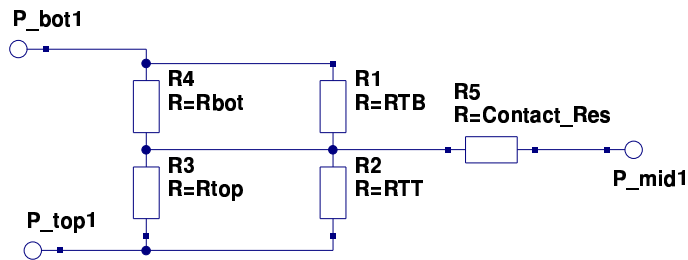 P_bot1
R4
R=Rbot
R1
R=RTB
R5
R=Contact_Res
R3
R=Rtop
R2
R=RTT
P_mid1
P_top1